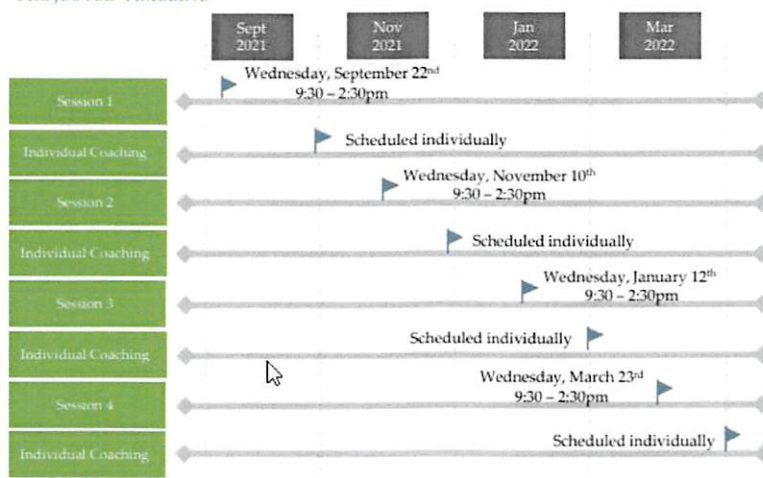 Sept
2021
Nov
2021
Jan
2022
Mar
2022
Session 1
Wednesday, September 22nd
9:30 – 2:30pm
Individual Coaching
Scheduled individually
Session 2
Wednesday, November 10th
9:30 – 2:30pm
Individual Coaching
Scheduled individually
Session 3
Wednesday, January 12th
9:30 – 2:30pm
Individual Coaching
Scheduled individually
Session 4
Wednesday, March 23rd
9:30 – 2:30pm
Individual Coaching
Scheduled individually